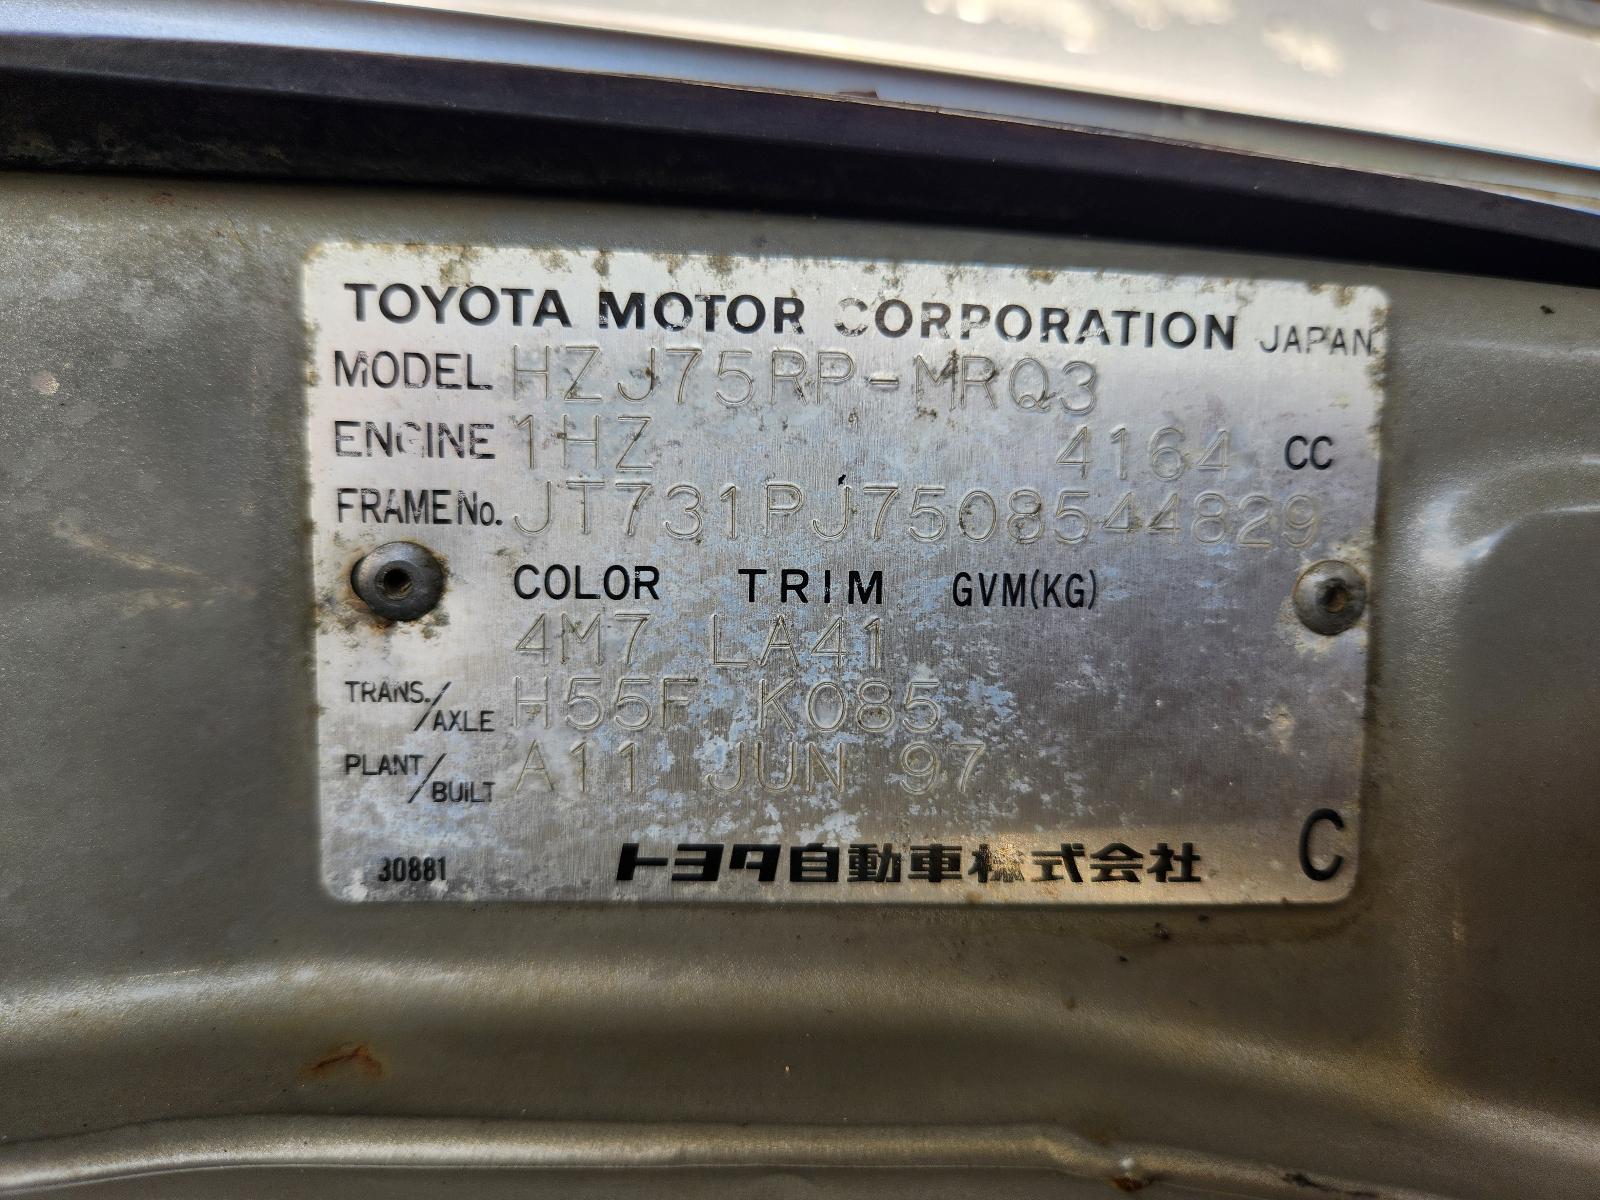 TOYOTA MOTOR CORPORATION JAPAN
MODEL HZJ75RP-MRQ3
ENGINE 1HZ 4164 CC
FRAME No. JT731PJ7508544829
COLOR TRIM GVM(KG)
4M7 LA41
TRANS./AXLE H55F K085
PLANT/BUILT A11 JUN 97
30881 トヨタ自動車株式会社 C